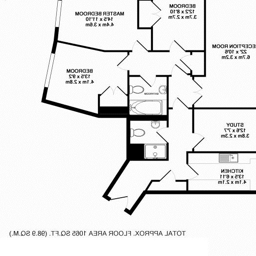 MASTER BEDROOM
14'5 x 11'10
4.4m x 3.6m
BEDROOM
12'2 x 8'10
3.7m x 2.7m
RECEPTION ROOM
22' x 10'6
6.7m x 3.2m
BEDROOM
13'5 x 9'2
4.1m x 2.8m
STUDY
12'6 x 7'7
3.8m x 2.3m
KITCHEN
13'5 x 6'11
4.1m x 2.1m
TOTAL APPROX. FLOOR AREA 1065 SQ.FT. (98.9 SQ.M.)